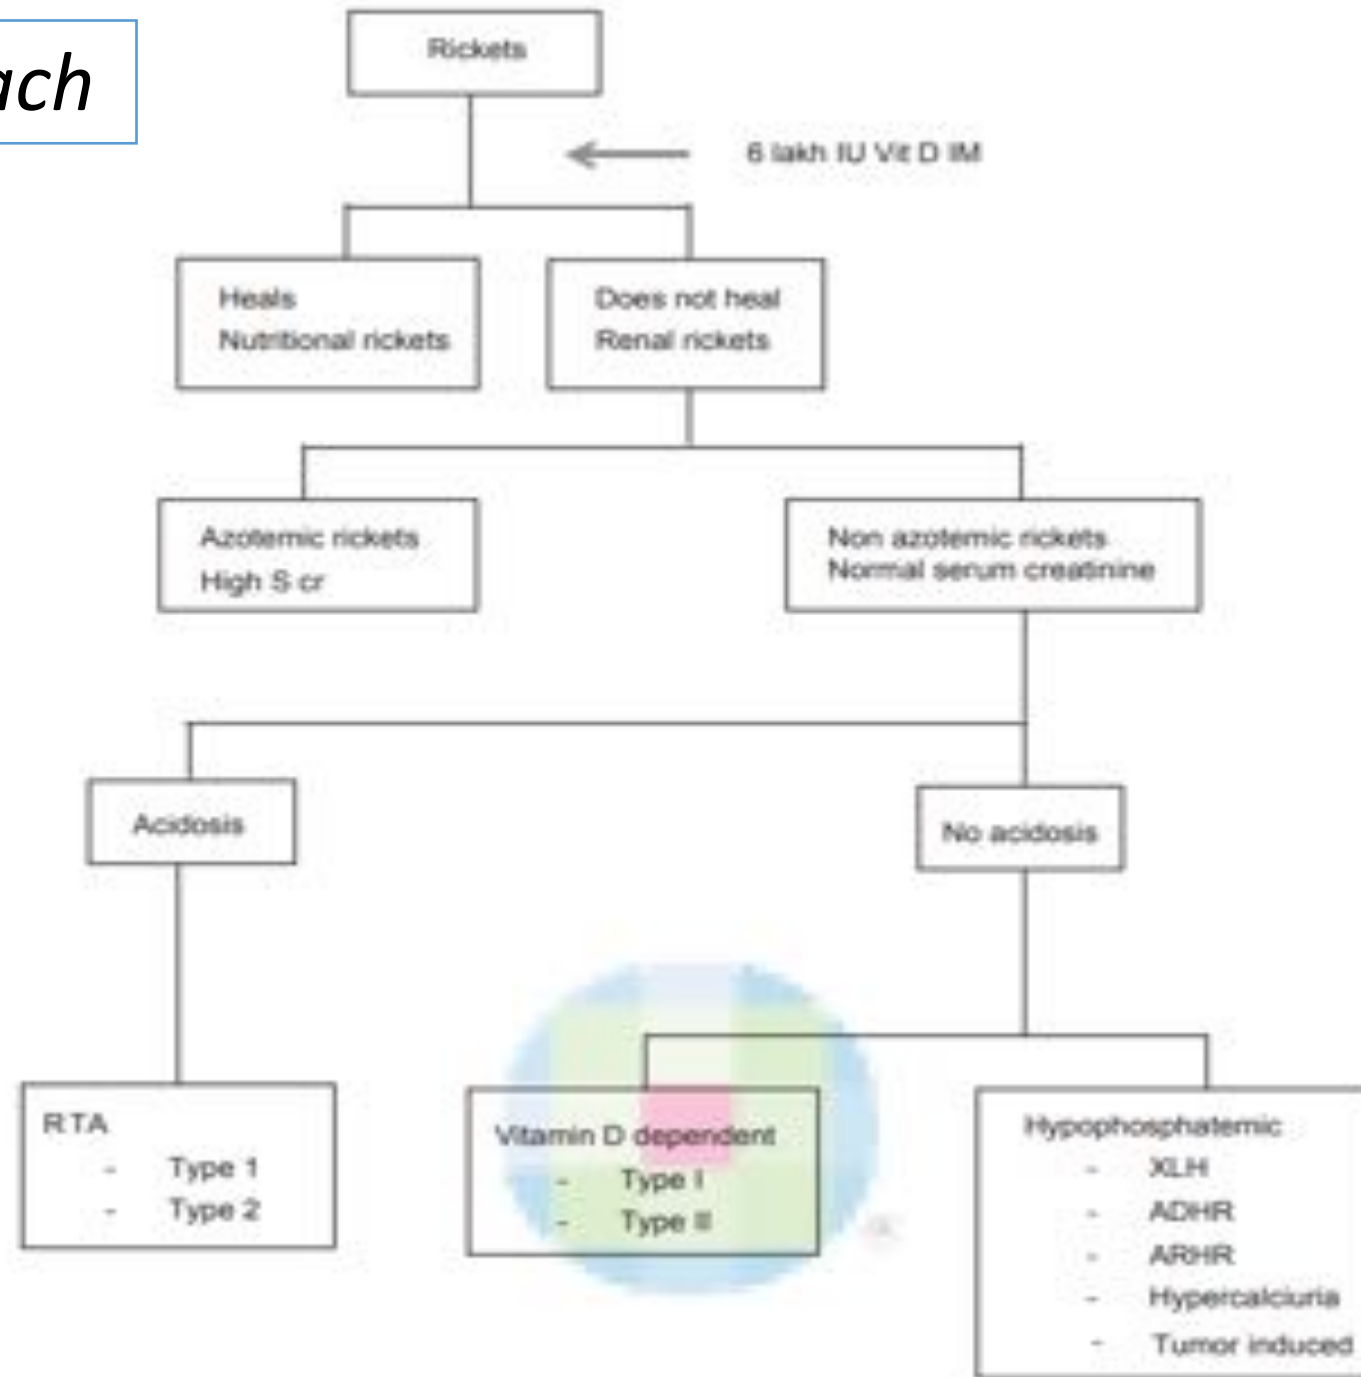 ach
Rickets
6 lakh IU Vit D IM
Heals
Nutritional rickets
Does not heal
Renal rickets
Azotemic rickets
High S cr
Non azotemic rickets
Normal serum creatinine
Acidosis
No acidosis
RTA
- Type 1
- Type 2
Vitamin D dependent
- Type I
- Type II
Hypophosphatemic
- XLH
- ADHR
- ARHR
- Hypercalciuria
- Tumor induced